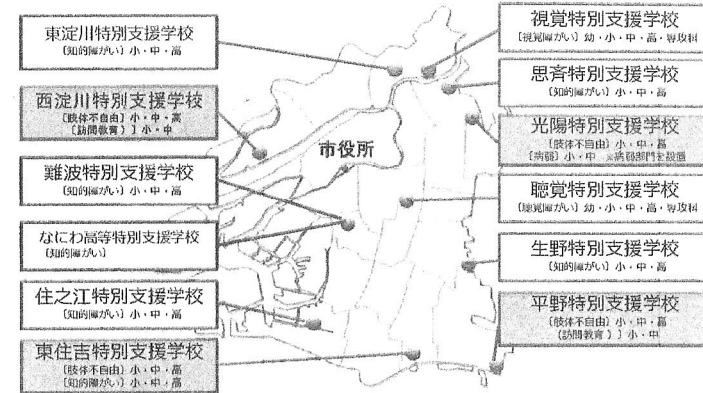 東淀川特別支援学校
〔知的障がい〕小・中・高
西淀川特別支援学校
〔肢体不自由〕小・中・高
〔訪問教育〕〕小・中
難波特別支援学校
〔知的障がい〕小・中・高
なにわ高等特別支援学校
〔知的障がい〕
住之江特別支援学校
〔知的障がい〕小・中・高
東住吉特別支援学校
〔肢体不自由〕小・中・高
〔知的障がい〕小・中・高
市役所
視覚特別支援学校
〔視覚障がい〕幼・小・中・高・専攻科
思斉特別支援学校
〔知的障がい〕小・中・高
光陽特別支援学校
〔肢体不自由〕小・中・高
〔病弱〕小・中 ※病弱部門を設置
聴覚特別支援学校
〔聴覚障がい〕幼・小・中・高・専攻科
生野特別支援学校
〔知的障がい〕小・中・高
平野特別支援学校
〔肢体不自由〕小・中・高
〔訪問教育〕〕小・中